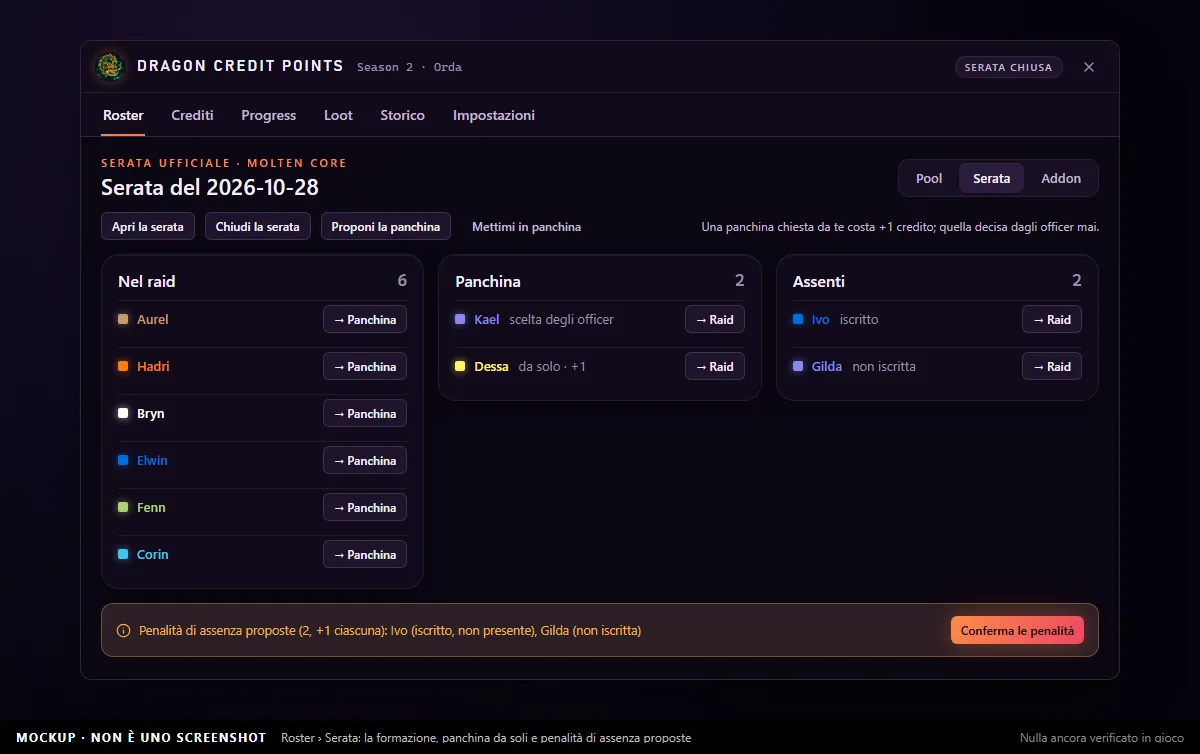 DRAGON CREDIT POINTS Season 2 · Orda SERATA CHIUSA
Roster Crediti Progress Loot Storico Impostazioni
SERATA UFFICIALE · MOLTEN CORE
Serata del 2026-10-28
Pool Serata Addon
Apri la serata Chiudi la serata Proponi la panchina Mettimi in panchina Una panchina chiesta da te costa +1 credito; quella decisa dagli officer mai.
Nel raid 6
Aurel → Panchina
Hadri → Panchina
Bryn → Panchina
Elwin → Panchina
Fenn → Panchina
Corin → Panchina
Panchina 2
Kael scelta degli officer → Raid
Dessa da solo · +1 → Raid
Assenti 2
Ivo iscritto → Raid
Gilda non iscritta → Raid
Penalità di assenza proposte (2, +1 ciascuna): Ivo (iscritto, non presente), Gilda (non iscritta) Conferma le penalità
MOCKUP · NON È UNO SCREENSHOT Roster › Serata: la formazione, panchina da soli e penalità di assenza proposte Nulla ancora verificato in gioco